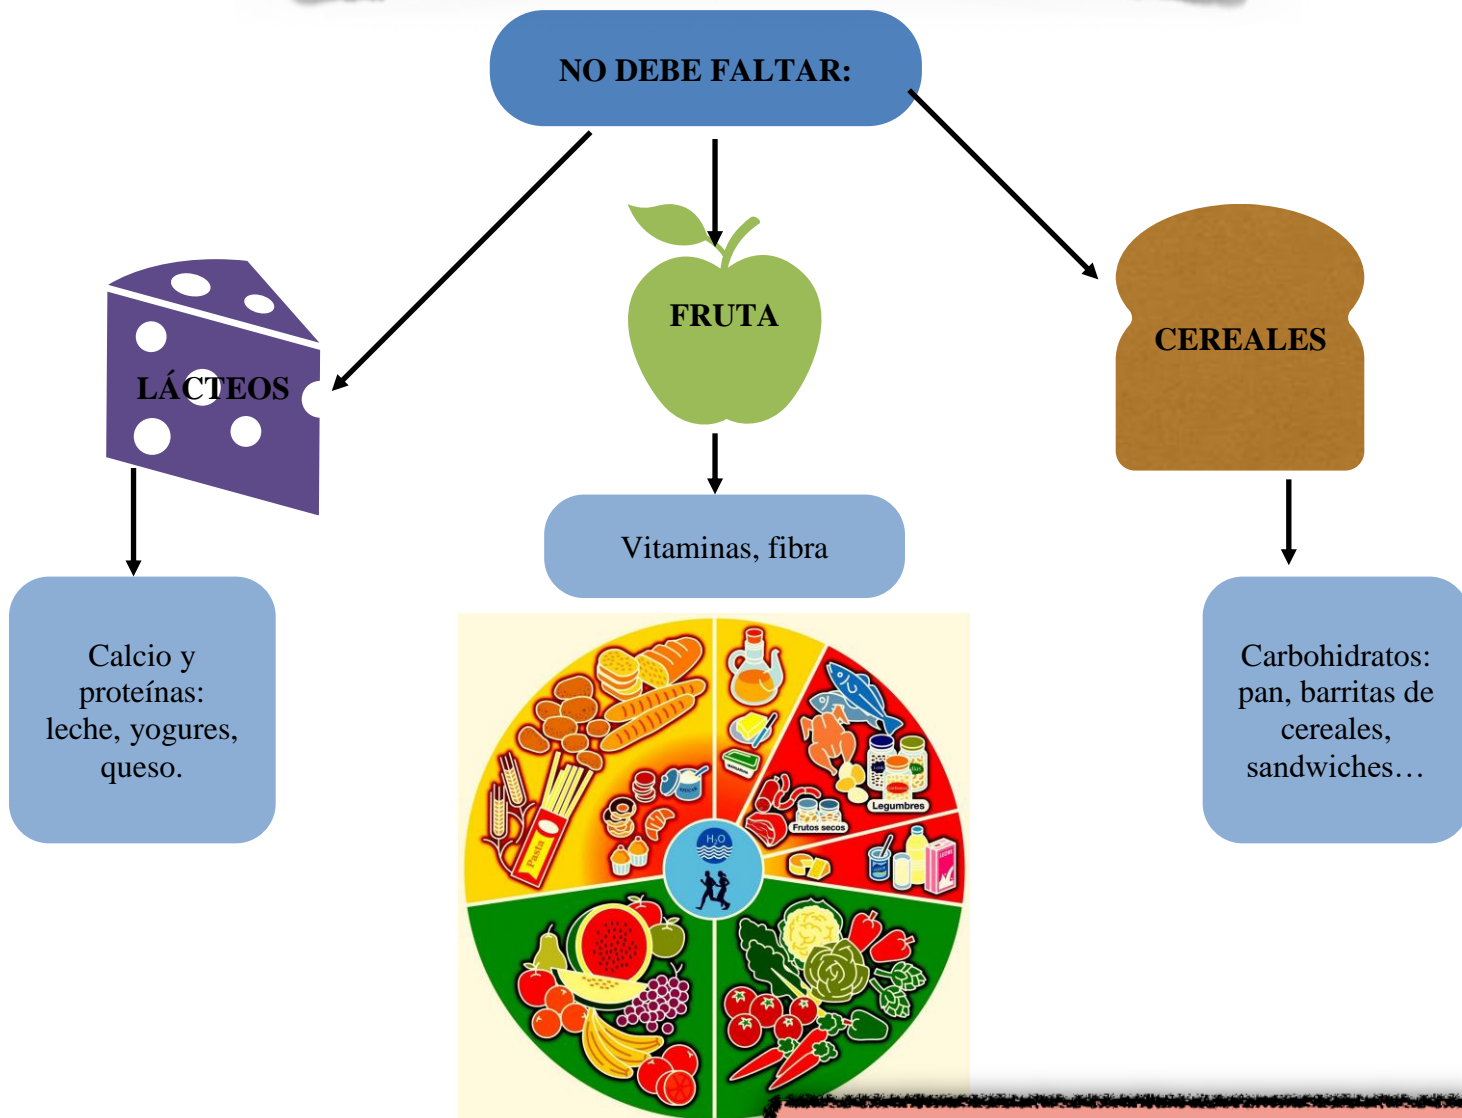 NO DEBE FALTAR:
FRUTA
CEREALES
LÁCTEOS
Vitaminas, fibra
Calcio y
proteínas:
leche, yogures,
queso.
Carbohidratos:
pan, barritas de
cereales,
sandwiches…
Legumbres
Frutos secos
Pasta
H₂O